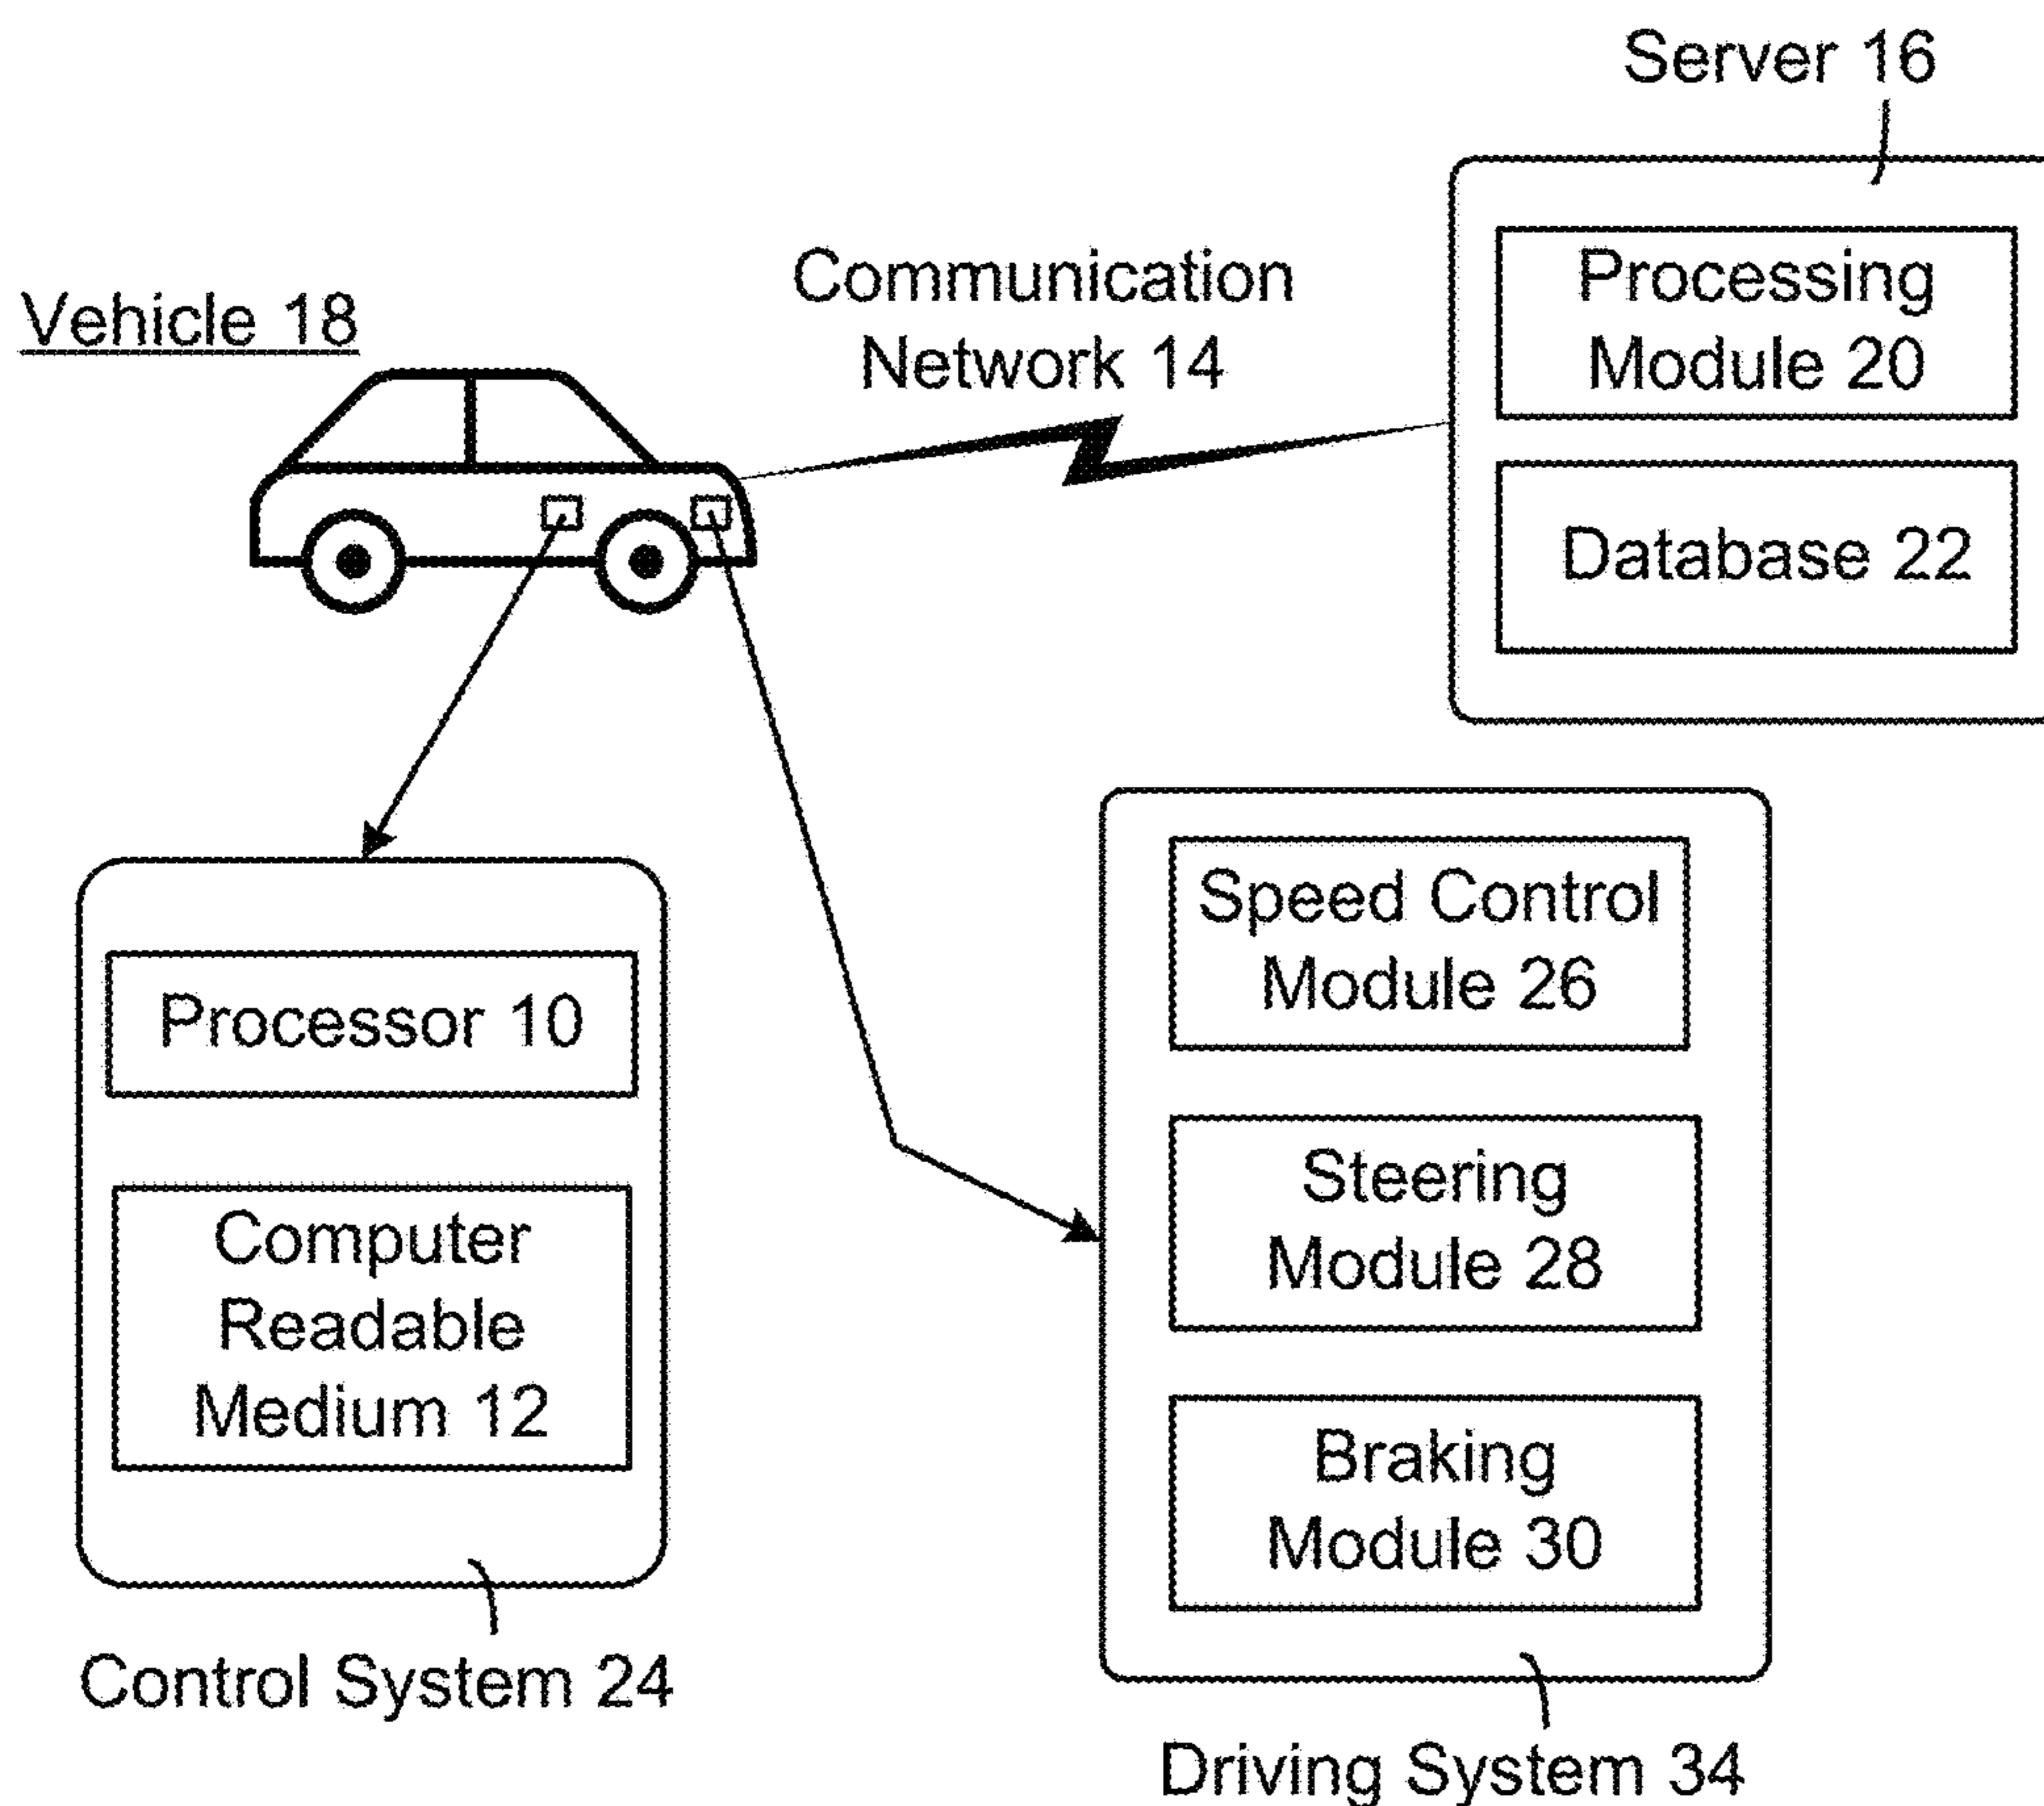 Server 16
Processing
Module 20
Database 22
Communication
Network 14
Vehicle 18
Processor 10
Computer
Readable
Medium 12
Control System 24
Speed Control
Module 26
Steering
Module 28
Braking
Module 30
Driving System 34